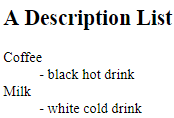 A Description List
Coffee
- black hot drink
Milk
- white cold drink